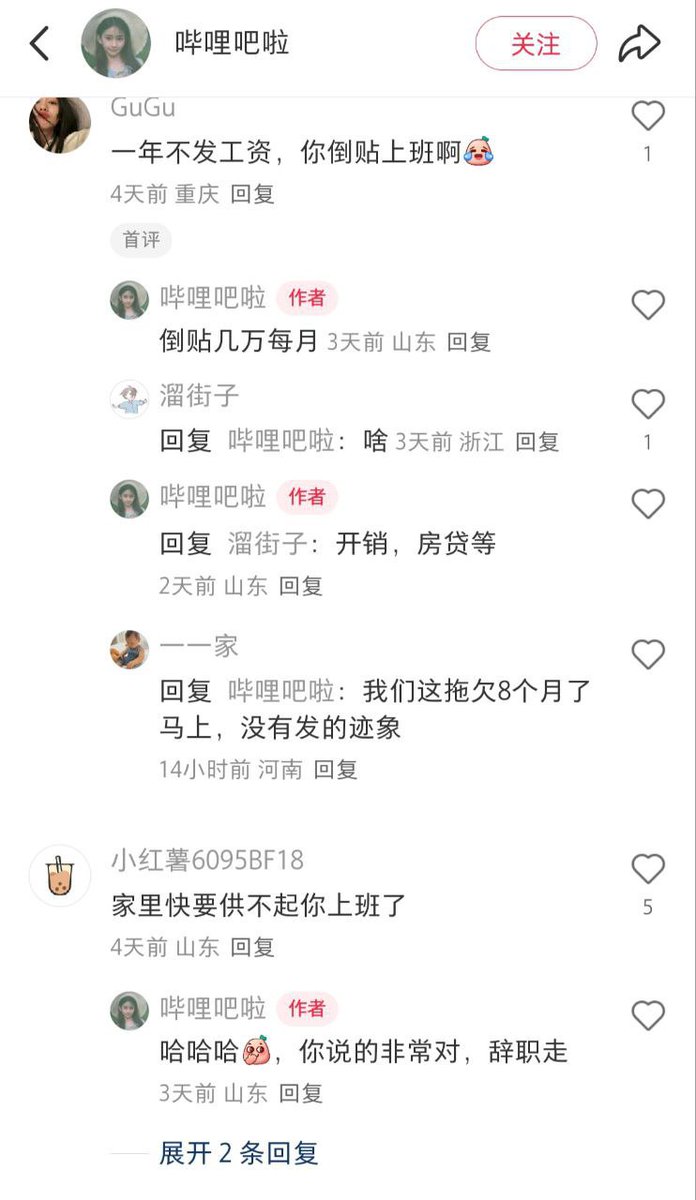 哔哩吧啦
关注
GuGu
一年不发工资，你倒贴上班啊
1
4天前 重庆 回复
首评
哔哩吧啦 作者
倒贴几万每月 3天前 山东 回复
溜街子
回复 哔哩吧啦：啥 3天前 浙江 回复
1
哔哩吧啦 作者
回复 溜街子：开销，房贷等
2天前 山东 回复
一一家
回复 哔哩吧啦：我们这拖欠8个月了
马上，没有发的迹象
14小时前 河南 回复
小红薯6095BF18
家里快要供不起你上班了
5
4天前 山东 回复
哔哩吧啦 作者
哈哈哈，你说的非常对，辞职走
3天前 山东 回复
展开 2 条回复